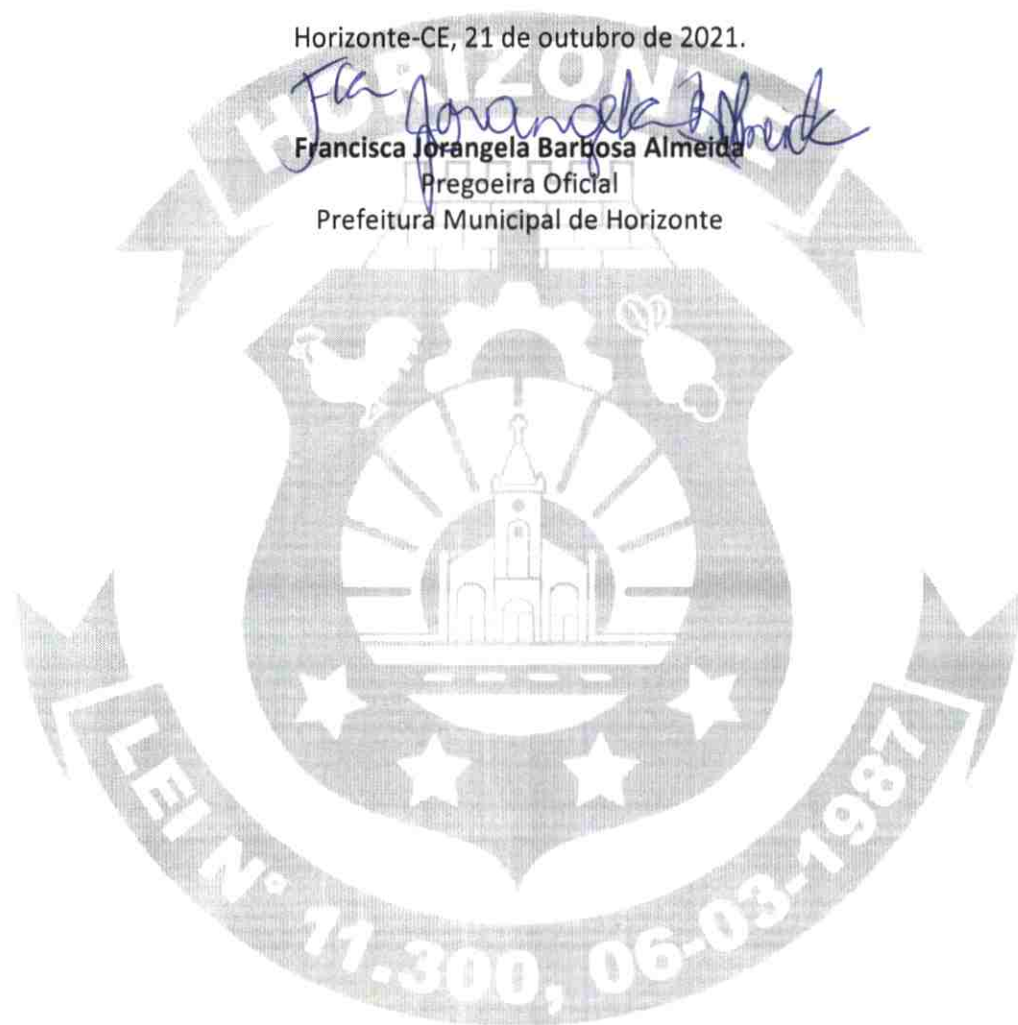 Horizonte-CE, 21 de outubro de 2021.
HORIZONTE
Francisca Jorangela Barbosa Almeida
Pregoeira Oficial
Prefeitura Municipal de Horizonte
LEI N° 11.300, 06-03-1987